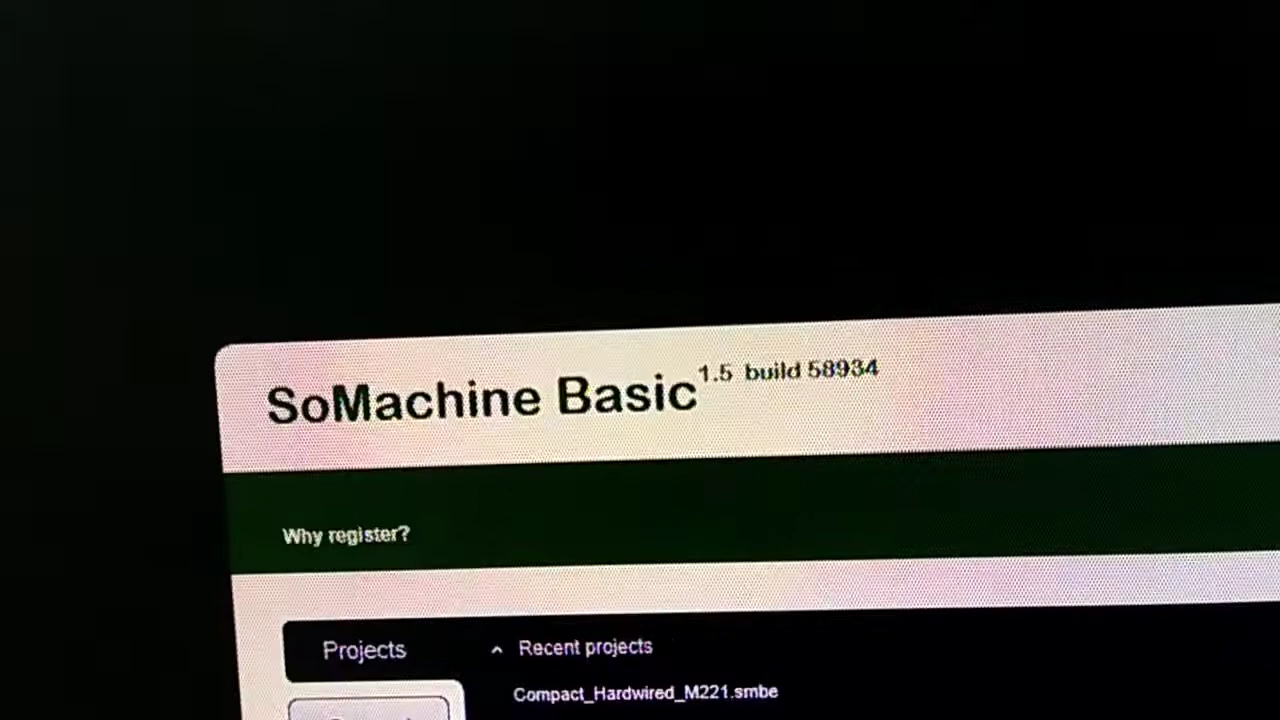 SoMachine Basic 1.5 build 58934
Why register?
Projects
Recent projects
Compact_Hardwired_M221.smbe